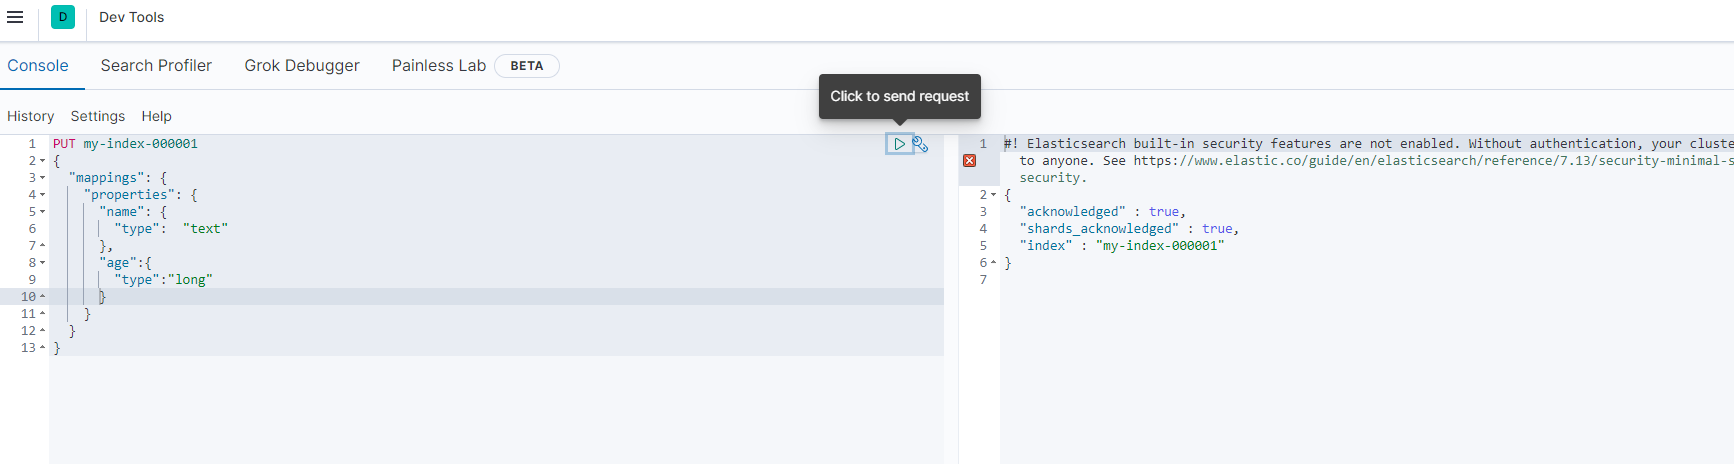 D Dev Tools
Console Search Profiler Grok Debugger Painless Lab BETA
Click to send request
History Settings Help
1 PUT my-index-000001
2 {
3 "mappings": {
4 "properties": {
5 "name": {
6 "type":  "text"
7 },
8 "age":{
9 "type":"long"
10 }
11 }
12 }
13 }
1 #! Elasticsearch built-in security features are not enabled. Without authentication, your cluste
to anyone. See https://www.elastic.co/guide/en/elasticsearch/reference/7.13/security-minimal-s
security.
2 {
3 "acknowledged" : true,
4 "shards_acknowledged" : true,
5 "index" : "my-index-000001"
6 }
7